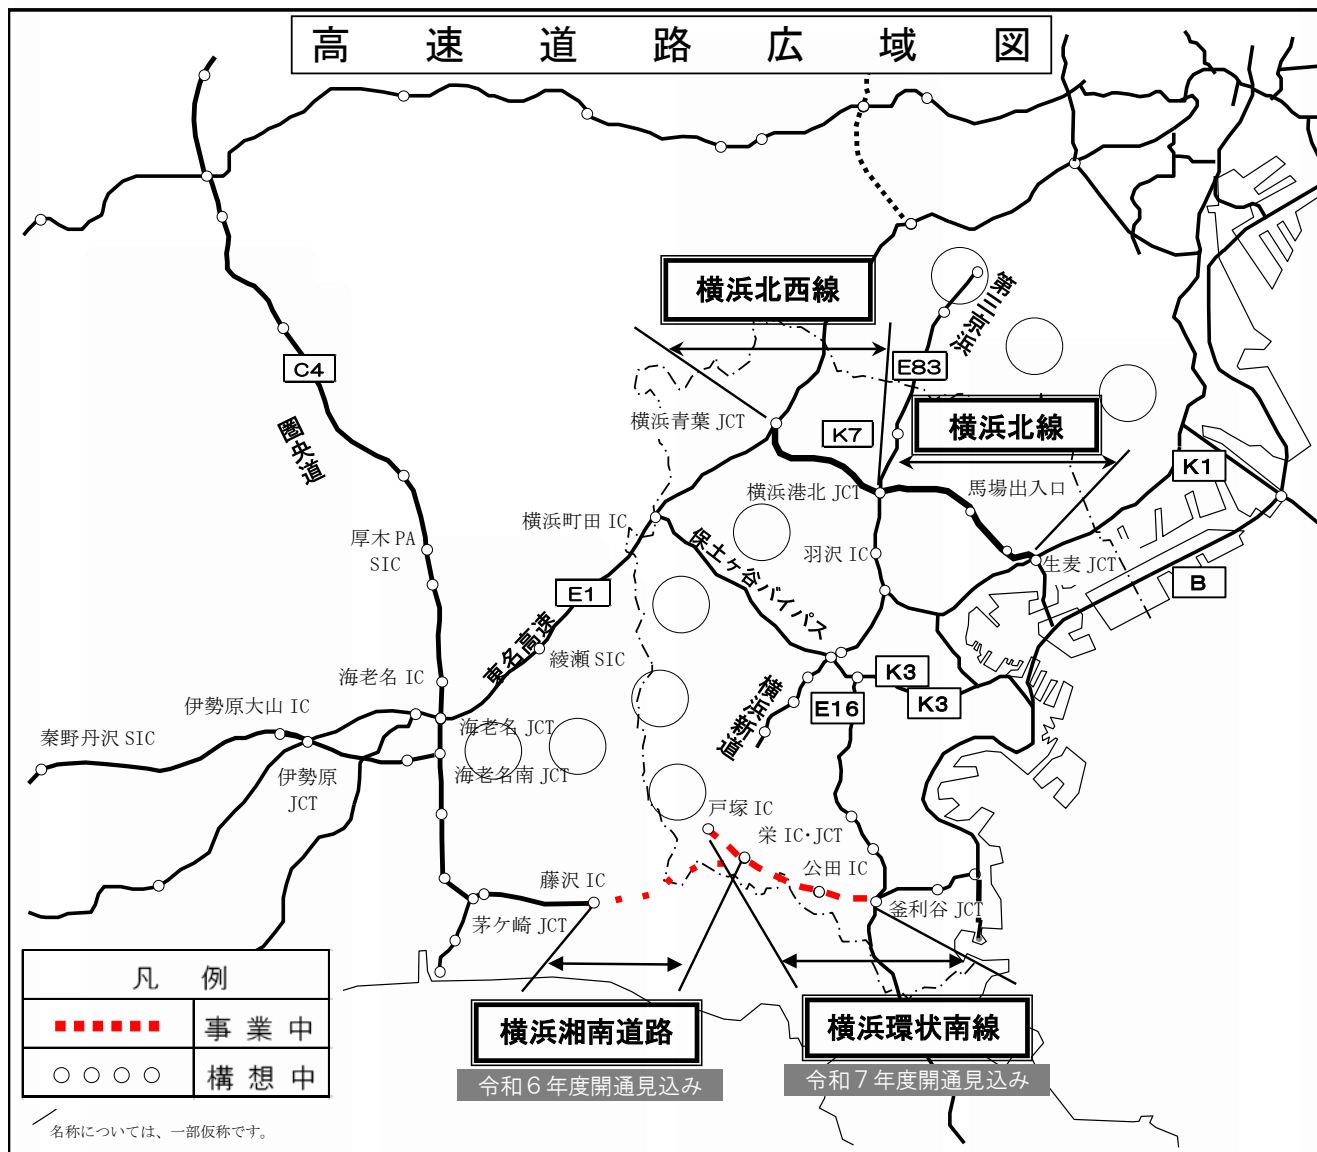 高速道路広域図
横浜北西線
第三京浜
E83
C4
横浜北線
横浜青葉 JCT
K7
圏央道
K1
横浜港北 JCT
馬場出入口
横浜町田 IC
厚木 PA
SIC
保土ヶ谷バイパス
羽沢 IC
生麦 JCT
B
E1
東名高速
綾瀬 SIC
海老名 IC
K3
横浜新道
E16
K3
伊勢原大山 IC
秦野丹沢 SIC
海老名 JCT
伊勢原
JCT
海老名南 JCT
戸塚 IC
栄 IC・JCT
公田 IC
藤沢 IC
釜利谷 JCT
茅ケ崎 JCT
凡 例
事業中
構想中
横浜湘南道路
横浜環状南線
令和６年度開通見込み
令和７年度開通見込み
名称については、一部仮称です。